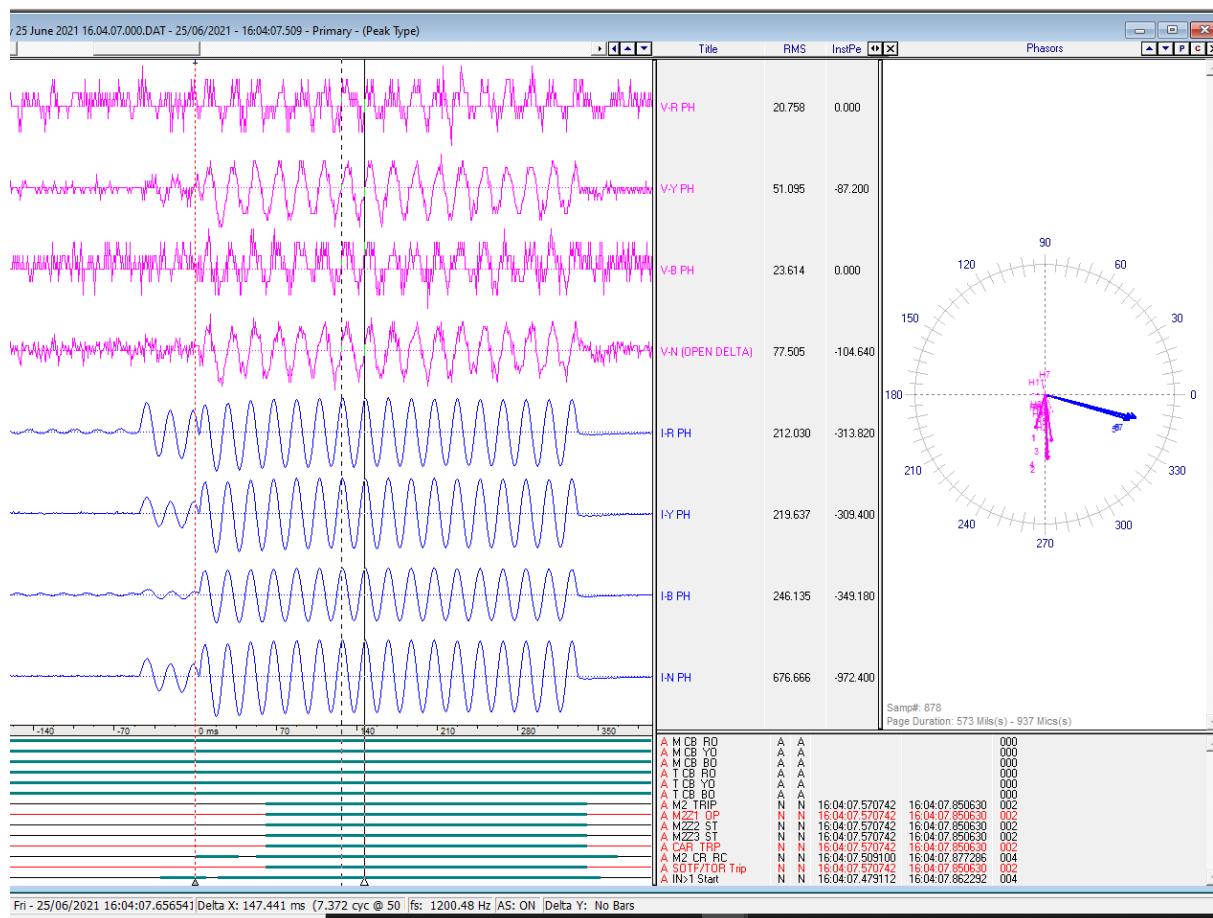 25 June 2021 16.04.07.000.DAT - 25/06/2021 - 16:04:07.509 - Primary - (Peak Type)
Title RMS InstPe Phasors P C
V-R PH 20.758 0.000
V-Y PH 51.095 -87.200
V-B PH 23.614 0.000
V-N (OPEN DELTA) 77.505 -104.640
I-R PH 212.030 -313.820
I-Y PH 219.637 -309.400
I-B PH 246.135 -349.180
I-N PH 676.666 -972.400
90
120 60
150 30
180 0
210 330
240 300
270
H7
1
3
4
2
Samp#: 878
Page Duration: 573 Mils(s) - 937 Mics(s)
-140 -70 0 ms 70 140 210 280 350
A M CB RO A A 000
A M CB YO A A 000
A M CB BO A A 000
A T CB RO A A 000
A T CB YO A A 000
A T CB BO A A 000
A M2 TRIP N N 16:04:07.570742 16:04:07.850630 002
A M2Z1 OP N N 16:04:07.570742 16:04:07.850630 002
A M2Z2 ST N N 16:04:07.570742 16:04:07.850630 002
A M2Z3 ST N N 16:04:07.570742 16:04:07.850630 002
A CAR TRP N N 16:04:07.570742 16:04:07.850630 002
A M2 CR RC N N 16:04:07.509100 16:04:07.877286 004
A SOTF/TOR Trip N N 16:04:07.570742 16:04:07.850630 002
A IN>1 Start N N 16:04:07.479112 16:04:07.862292 004
Fri - 25/06/2021 16:04:07.656541 Delta X: 147.441 ms (7.372 cyc @ 50 fs: 1200.48 Hz AS: ON Delta Y: No Bars